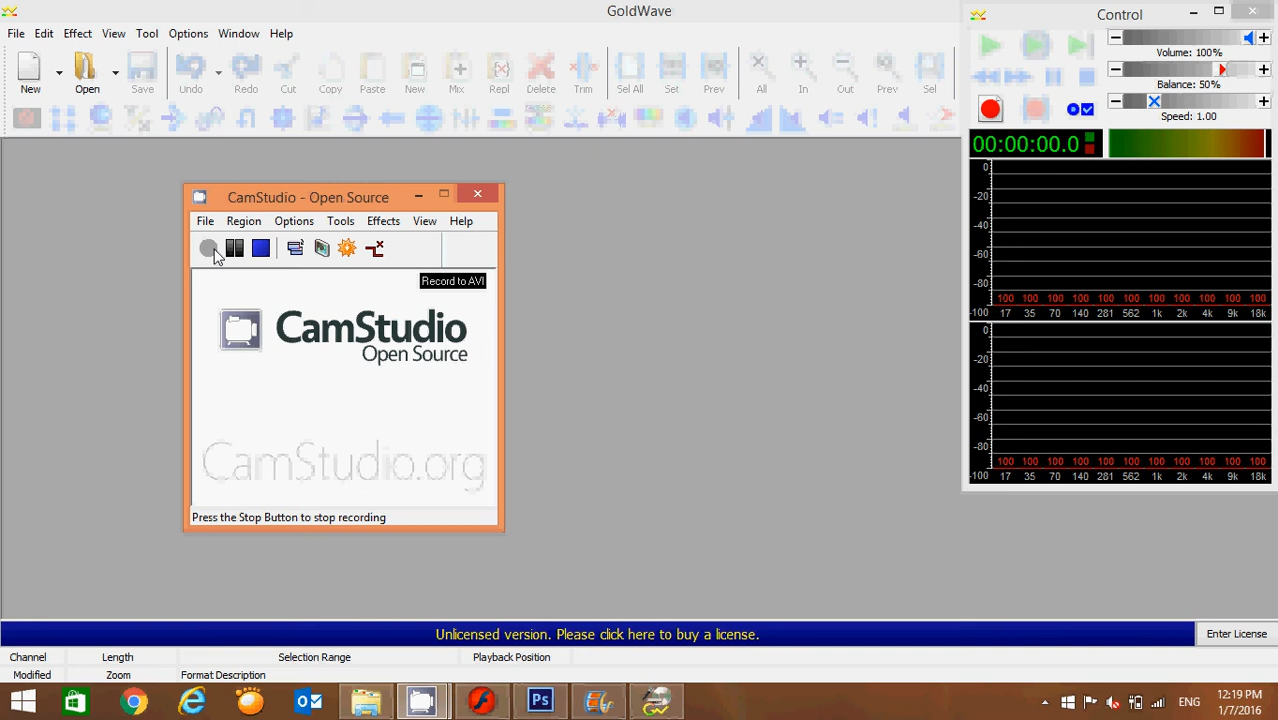 GoldWave
File Edit Effect View Tool Options Window Help
New Open Save Undo Redo Cut Copy Paste New Mix Delete Trim Sel All Set Prev All In Out Prev Sel
Control
Volume: 100%
Balance: 50%
Speed: 1.00
00:00:00.0
0
-20
-40
-60
-80
100 100 100 100 100 100 100 100 100 100 100
-100 17 35 70 140 281 562 1k 2k 4k 9k 18k
0
-20
-40
-60
-80
100 100 100 100 100 100 100 100 100 100 100
-100 17 35 70 140 281 562 1k 2k 4k 9k 18k
CamStudio - Open Source
File Region Options Tools Effects View Help
Record to AVI
CamStudio
Open Source
CamStudio.org
Press the Stop Button to stop recording
Unlicensed version. Please click here to buy a license.
Enter License
Channel Length Selection Range Playback Position
Modified Zoom Format Description
Ps
ENG
12:19 PM
1/7/2016